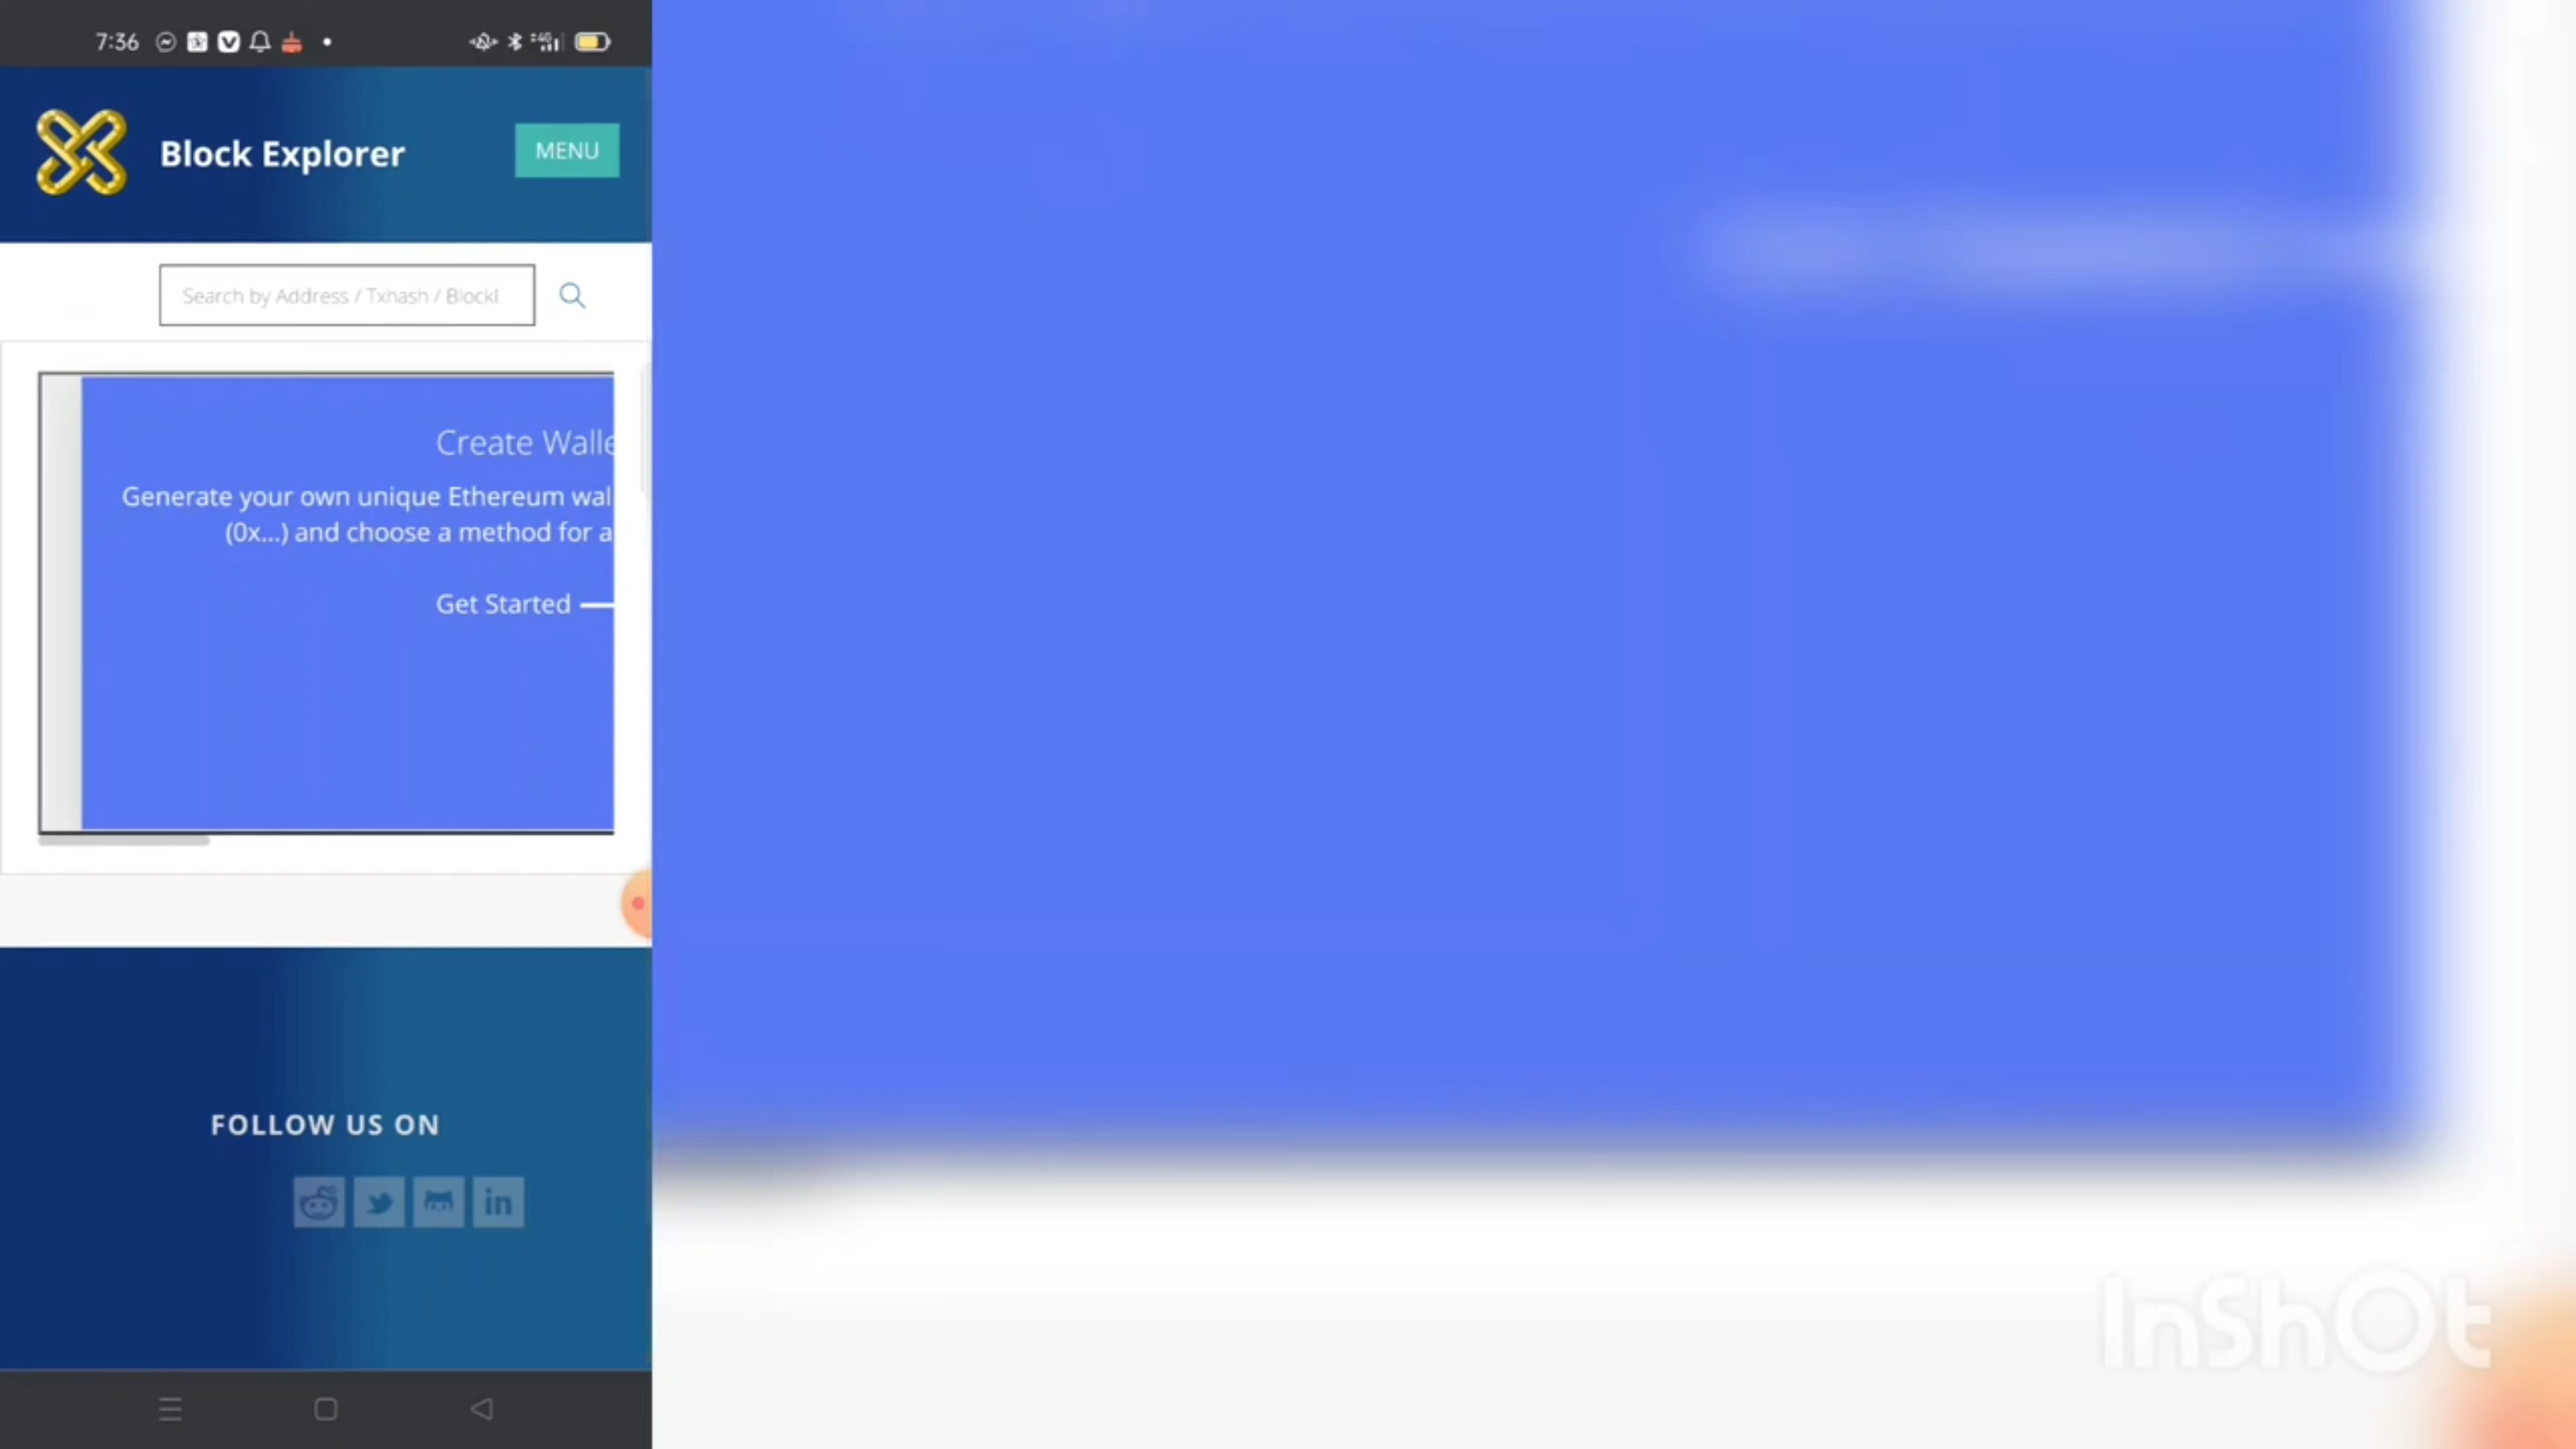 7:36
Block Explorer
MENU
Search by Address / Txhash / Blockl
Create Walle
Generate your own unique Ethereum wal
(0x...) and choose a method for a
Get Started
FOLLOW US ON
in
InShOt